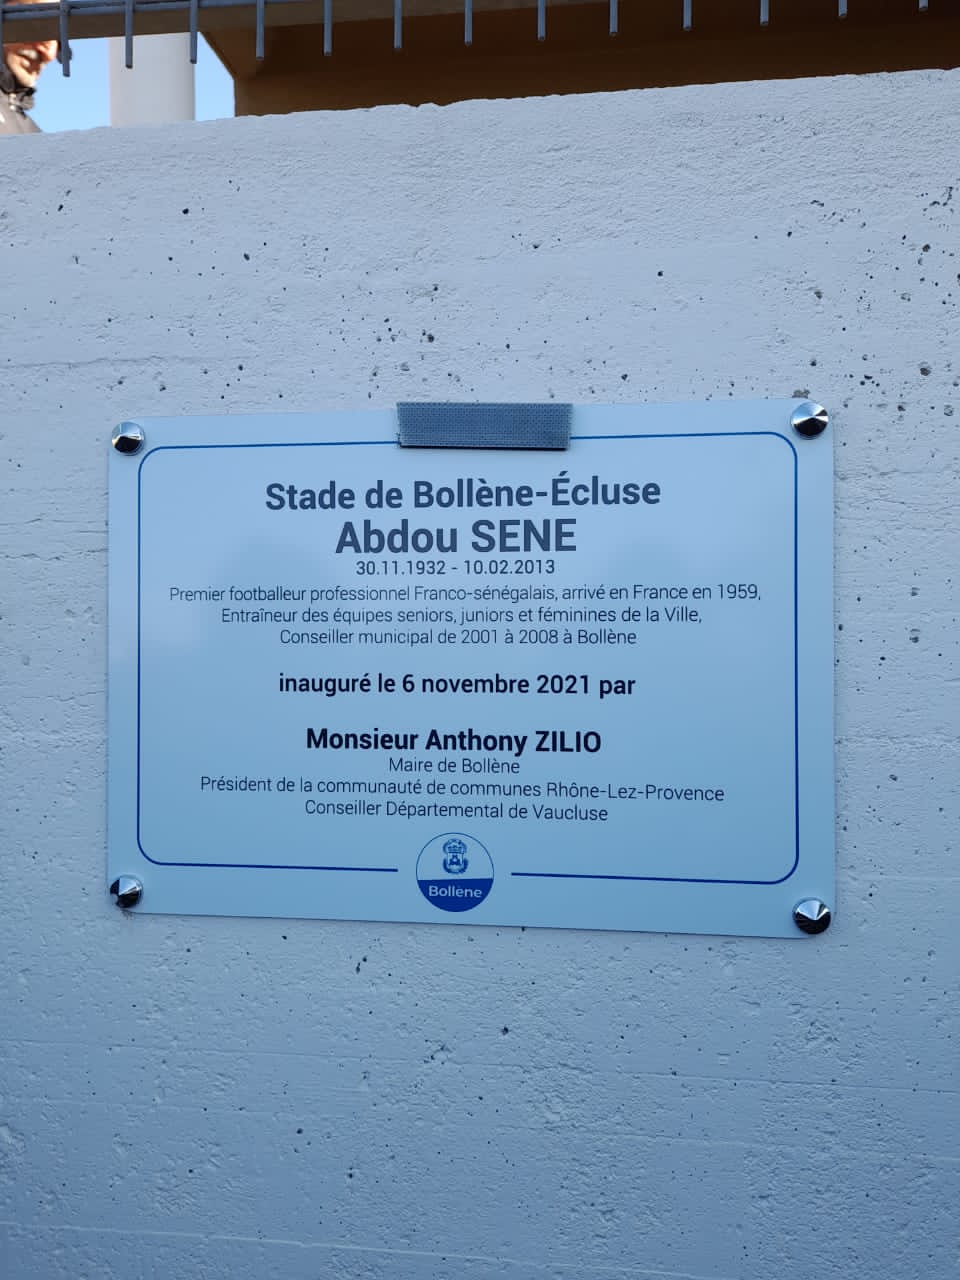 Stade de Bollène-Écluse
Abdou SENE
30.11.1932 - 10.02.2013
Premier footballeur professionnel Franco-sénégalais, arrivé en France en 1959,
Entraîneur des équipes seniors, juniors et féminines de la Ville,
Conseiller municipal de 2001 à 2008 à Bollène
inauguré le 6 novembre 2021 par
Monsieur Anthony ZILIO
Maire de Bollène
Président de la communauté de communes Rhône-Lez-Provence
Conseiller Départemental de Vaucluse
Bollène